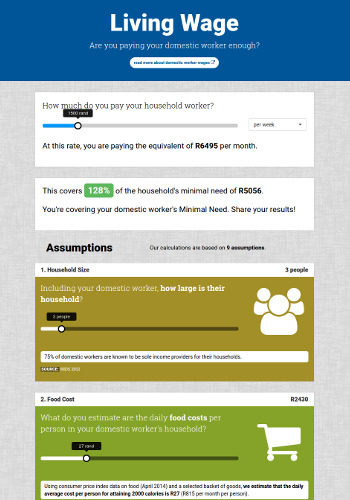 Living Wage
Are you paying your domestic worker enough?
read more about domestic worker wages
How much do you pay your household worker?
1500 rand
per week
At this rate, you are paying the equivalent of R6495 per month.
This covers 128% of the household's minimal need of R5056.
You're covering your domestic worker's Minimal Need. Share your results!
Assumptions
Our calculations are based on 9 assumptions.
1. Household Size
3 people
Including your domestic worker, how large is their
household?
3 people
75% of domestic workers are known to be sole income providers for their households.
SOURCE:
2. Food Cost
R2430
What do you estimate are the daily food costs per
person in your domestic worker's household?
27 rand
Using consumer price index data on food (April 2014) and a selected basket of goods, we estimate that the daily
average cost per person for attaining 2000 calories is R27 (R815 per month per person).